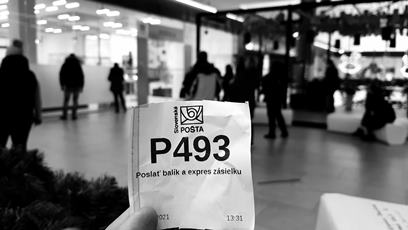 Slovenská
POŠTA
P493
Poslať balík a expres zásielku
2021 13:31